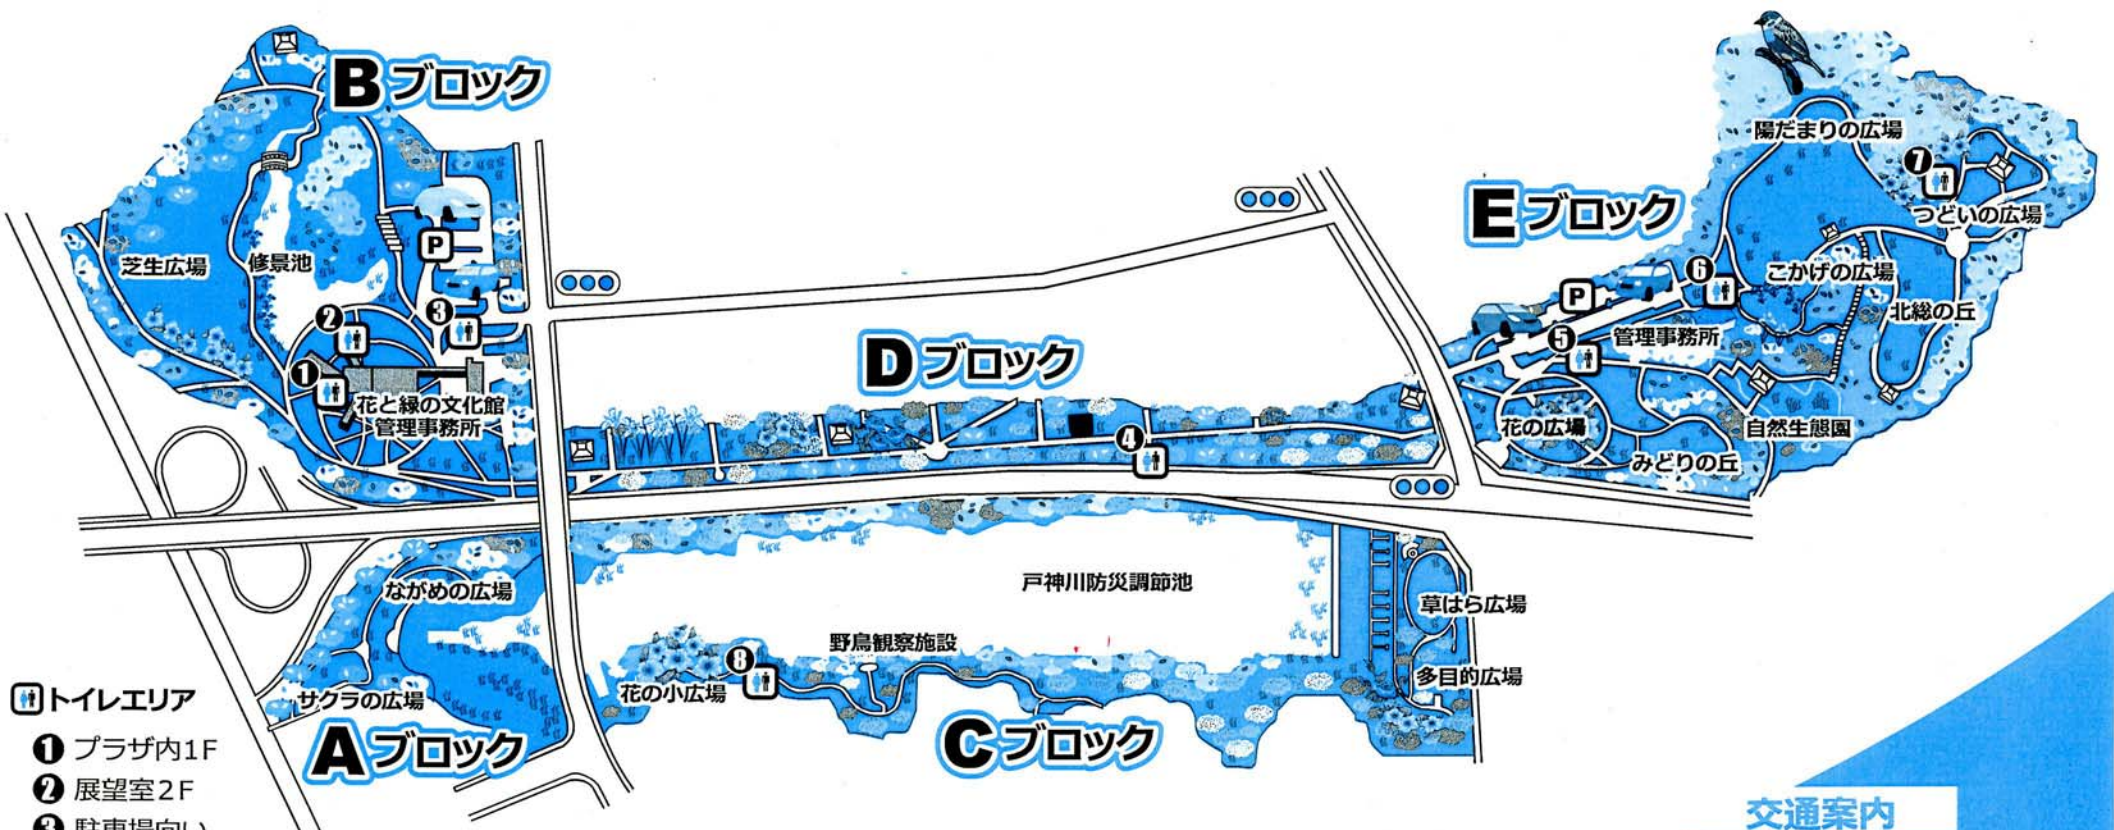 Bブロック
芝生広場
修景池
P
3
2
1
花と緑の文化館
管理事務所
Dブロック
4
Eブロック
陽だまりの広場
7
つどいの広場
6
こかげの広場
P
北総の丘
5
管理事務所
花の広場
自然生態園
みどりの丘
ながめの広場
サクラの広場
Aブロック
戸神川防災調節池
野鳥観察施設
8
花の小広場
Cブロック
草はら広場
多目的広場
トイレエリア
1 プラザ内1F
2 展望室2F
3 駐車場向い
交通案内